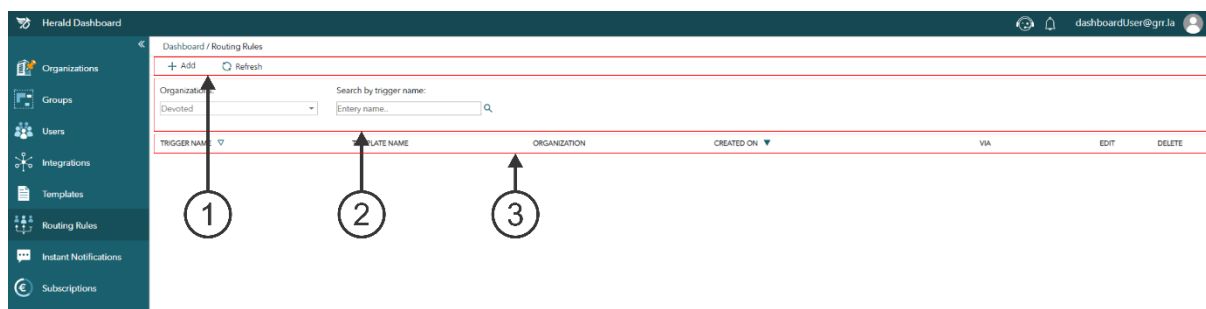 Herald Dashboard
dashboardUser@grr.la
Dashboard / Routing Rules
+ Add Refresh
Organizations:
Search by trigger name:
Devoted
Entery name..
TRIGGER NAME TEMPLATE NAME ORGANIZATION CREATED ON VIA EDIT DELETE
Organizations
Groups
Users
Integrations
Templates
Routing Rules
Instant Notifications
Subscriptions
1 2 3